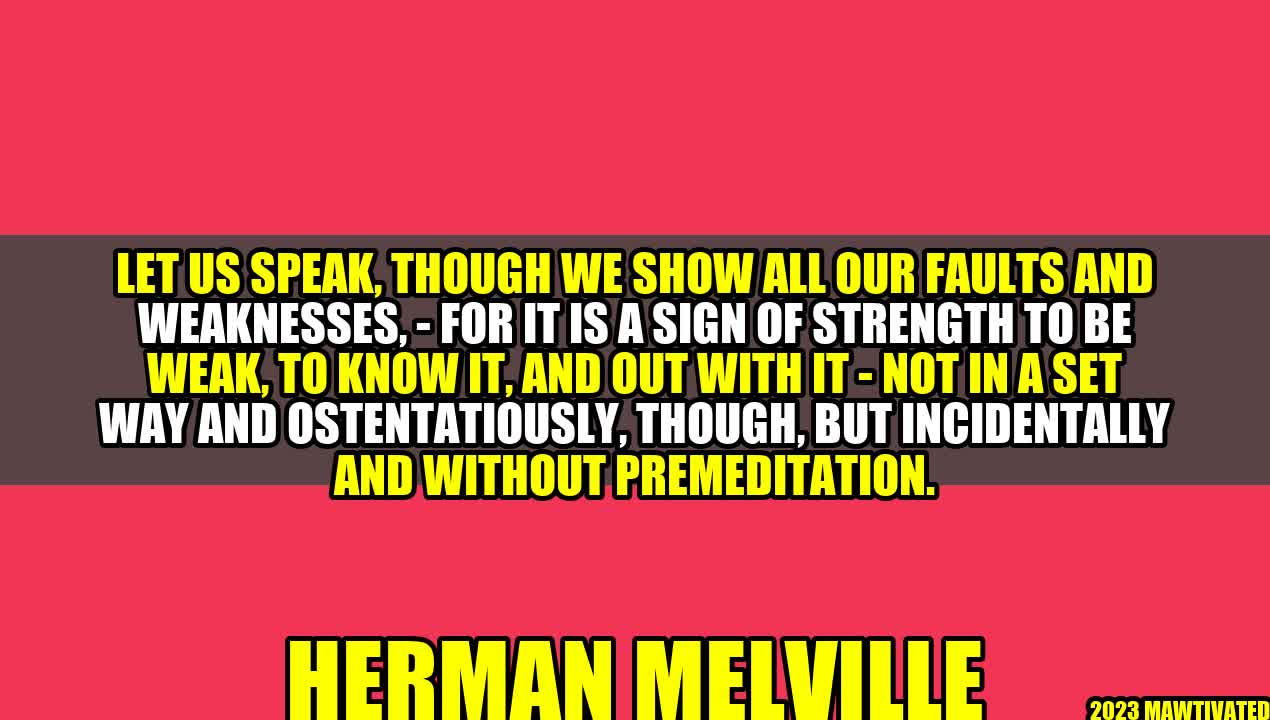 LET US SPEAK, THOUGH WE SHOW ALL OUR FAULTS AND
WEAKNESSES, - FOR IT IS A SIGN OF STRENGTH TO BE
WEAK, TO KNOW IT, AND OUT WITH IT - NOT IN A SET
WAY AND OSTENTATIOUSLY, THOUGH, BUT INCIDENTALLY
AND WITHOUT PREMEDITATION.
HERMAN MELVILLE
2023 MAWTIVATED